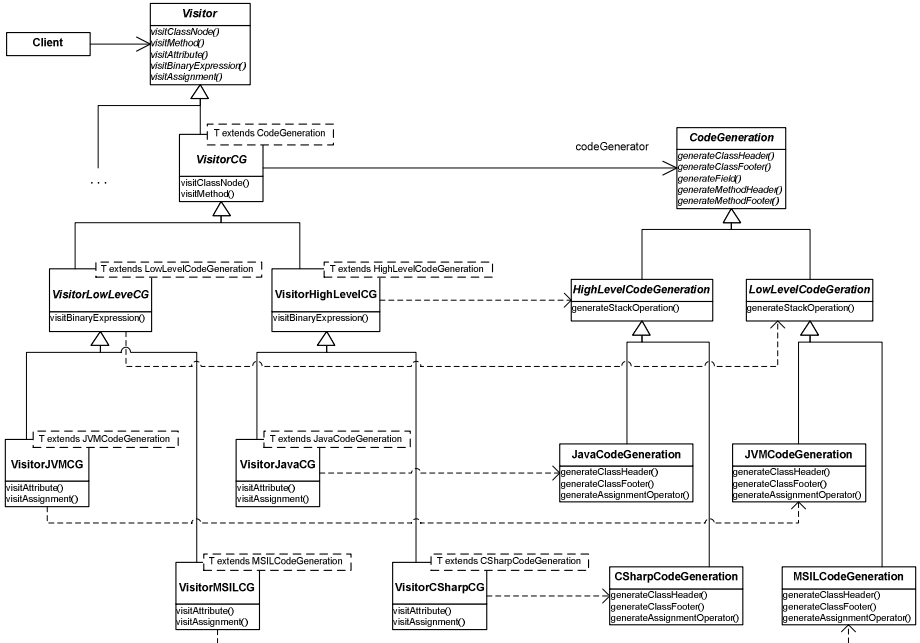 Visitor
visitClassNode()
visitMethod()
visitAttribute()
visitBinaryExpression()
visitAssignment()
Client
T extends CodeGeneration
VisitorCG
visitClassNode()
visitMethod()
codeGenerator
CodeGeneration
generateClassHeader()
generateClassFooter()
generateField()
generateMethodHeader()
generateMethodFooter()
...
T extends LowLevelCodeGeneration
VisitorLowLeveCG
visitBinaryExpression()
T extends HighLevelCodeGeneration
VisitorHighLevelCG
visitBinaryExpression()
HighLevelCodeGeneration
generateStackOperation()
LowLevelCodeGeration
generateStackOperation()
T extends JVMCodeGeneration
VisitorJVMCG
visitAttribute()
visitAssignment()
T extends JavaCodeGeneration
VisitorJavaCG
visitAttribute()
visitAssignment()
JavaCodeGeneration
generateClassHeader()
generateClassFooter()
generateAssignmentOperator()
JVMCodeGeneration
generateClassHeader()
generateClassFooter()
generateAssignmentOperator()
T extends MSILCodeGeneration
VisitorMSILCG
visitAttribute()
visitAssignment()
T extends CSharpCodeGeneration
VisitorCSharpCG
visitAttribute()
visitAssignment()
CSharpCodeGeneration
generateClassHeader()
generateClassFooter()
generateAssignmentOperator()
MSILCodeGeneration
generateClassHeader()
generateClassFooter()
generateAssignmentOperator()